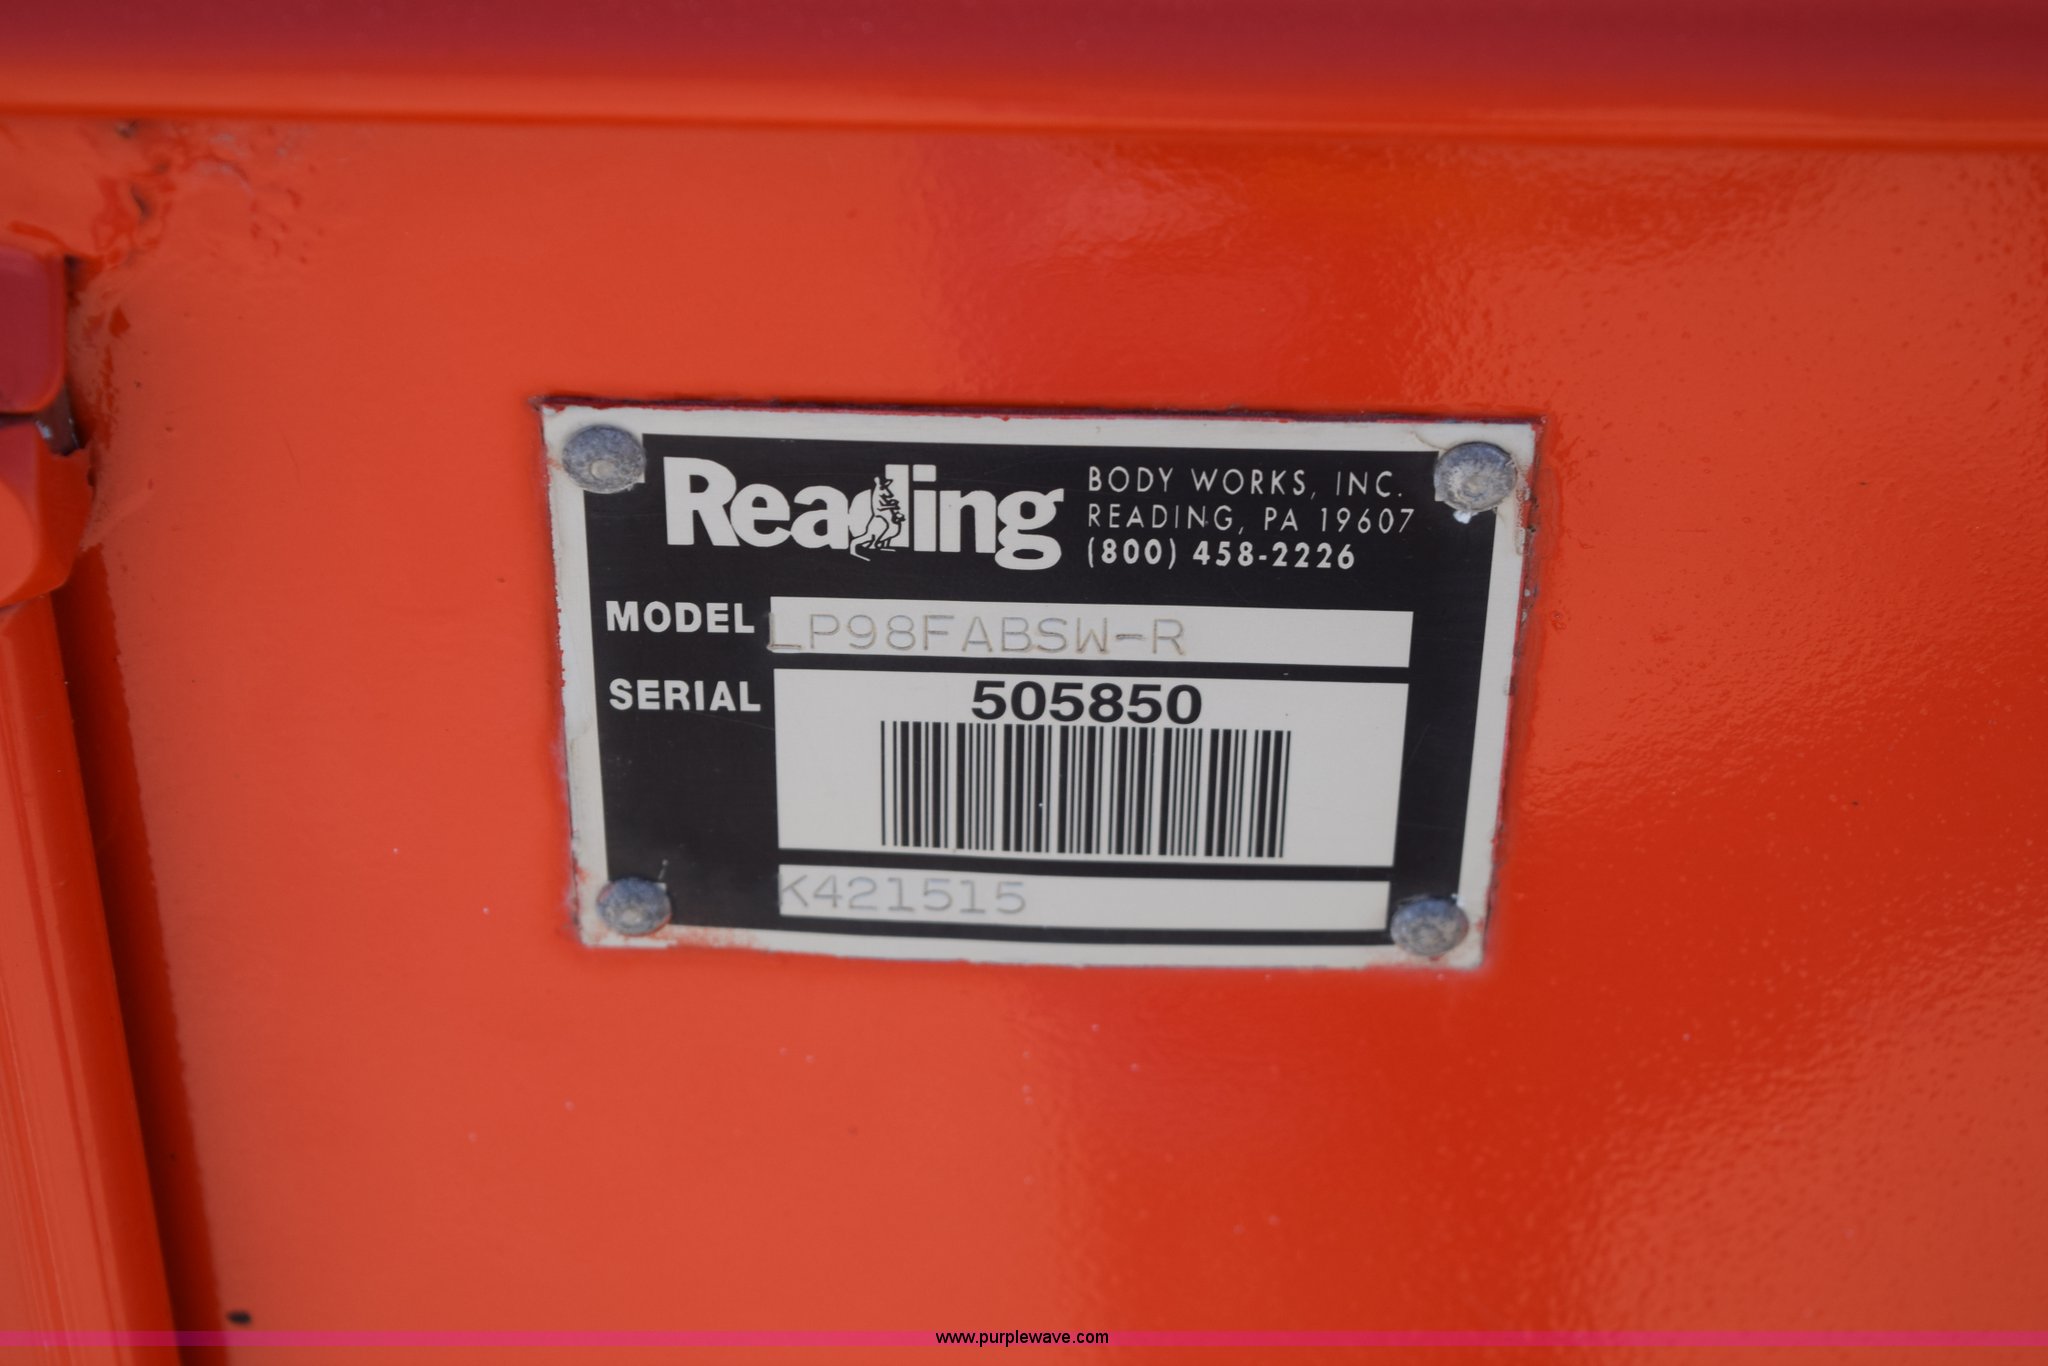 Reading
BODY WORKS, INC.
READING, PA 19607
(800) 458-2226
MODEL LP98FABSW-R
SERIAL 505850
K421515
www.purplewave.com